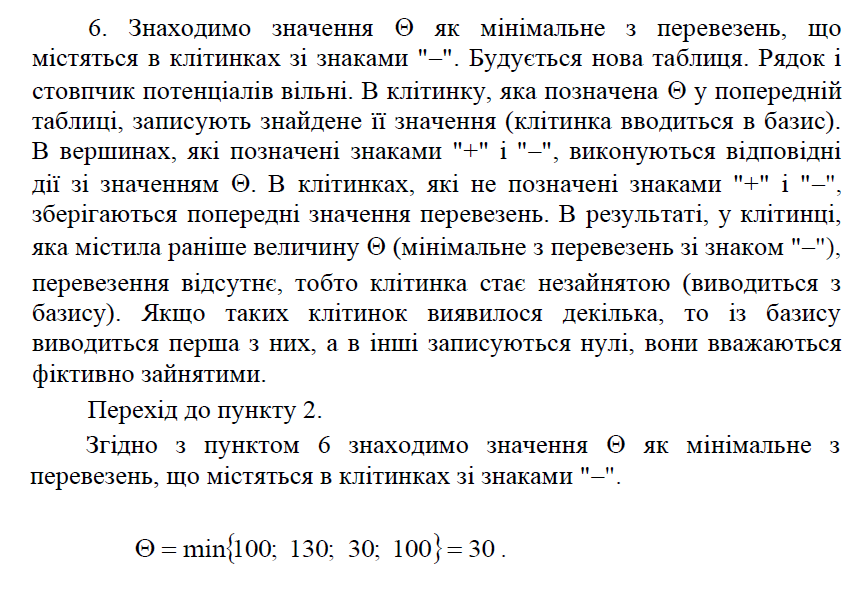 6. Знаходимо значення Θ як мінімальне з перевезень, що
містяться в клітинках зі знаками "–". Будується нова таблиця. Рядок і
стовпчик потенціалів вільні. В клітинку, яка позначена Θ у попередній
таблиці, записують знайдене її значення (клітинка вводиться в базис).
В вершинах, які позначені знаками "+" і "–", виконуються відповідні
дії зі значенням Θ. В клітинках, які не позначені знаками "+" і "–",
зберігаються попередні значення перевезень. В результаті, у клітинці,
яка містила раніше величину Θ (мінімальне з перевезень зі знаком "–"),
перевезення відсутнє, тобто клітинка стає незайнятою (виводиться з
базису). Якщо таких клітинок виявилося декілька, то із базису
виводиться перша з них, а в інші записуються нулі, вони вважаються
фіктивно зайнятими.
Перехід до пункту 2.
Згідно з пунктом 6 знаходимо значення Θ як мінімальне з
перевезень, що містяться в клітинках зі знаками "–".
Θ = min{100; 130; 30; 100} = 30 .